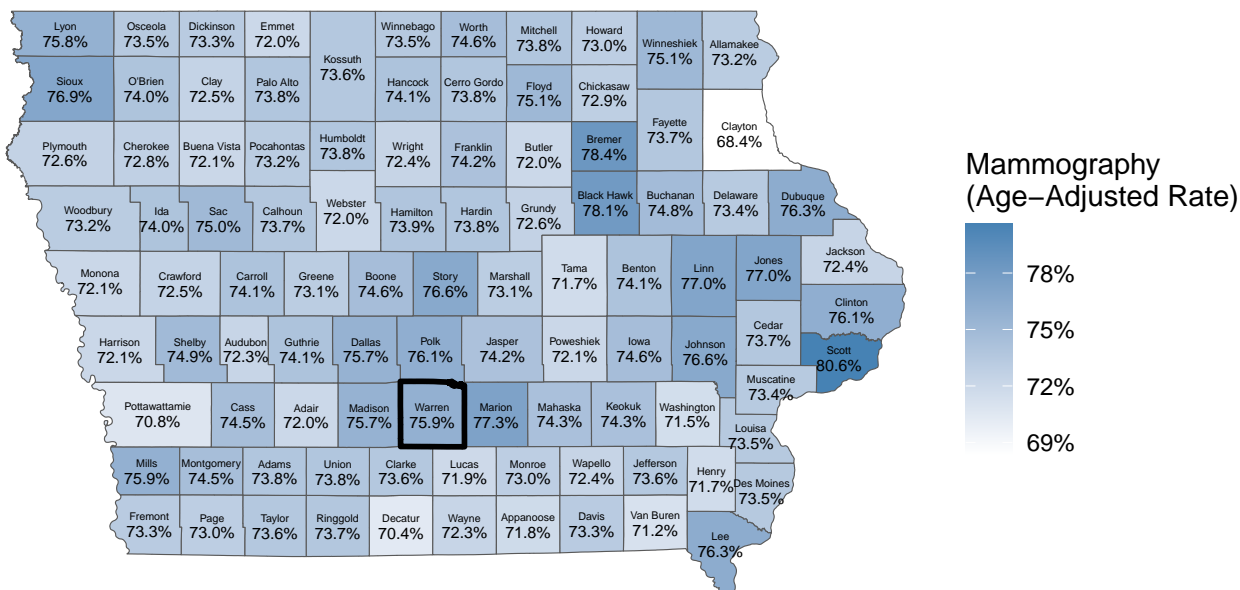 Lyon
75.8%
Osceola
73.5%
Dickinson
73.3%
Emmet
72.0%
Kossuth
73.6%
Winnebago
73.5%
Worth
74.6%
Mitchell
73.8%
Howard
73.0%
Winneshiek
75.1%
Allamakee
73.2%
Sioux
76.9%
O'Brien
74.0%
Clay
72.5%
Palo Alto
73.8%
Hancock
74.1%
Cerro Gordo
73.8%
Floyd
75.1%
Chickasaw
72.9%
Fayette
73.7%
Clayton
68.4%
Plymouth
72.6%
Cherokee
72.8%
Buena Vista
72.1%
Pocahontas
73.2%
Humboldt
73.8%
Wright
72.4%
Franklin
74.2%
Butler
72.0%
Bremer
78.4%
Woodbury
73.2%
Ida
74.0%
Sac
75.0%
Calhoun
73.7%
Webster
72.0%
Hamilton
73.9%
Hardin
73.8%
Grundy
72.6%
Black Hawk
78.1%
Buchanan
74.8%
Delaware
73.4%
Dubuque
76.3%
Monona
72.1%
Crawford
72.5%
Carroll
74.1%
Greene
73.1%
Boone
74.6%
Story
76.6%
Marshall
73.1%
Tama
71.7%
Benton
74.1%
Linn
77.0%
Jones
77.0%
Jackson
72.4%
Clinton
76.1%
Harrison
72.1%
Shelby
74.9%
Audubon
72.3%
Guthrie
74.1%
Dallas
75.7%
Polk
76.1%
Jasper
74.2%
Poweshiek
72.1%
Iowa
74.6%
Johnson
76.6%
Cedar
73.7%
Scott
80.6%
Muscatine
73.4%
Pottawattamie
70.8%
Cass
74.5%
Adair
72.0%
Madison
75.7%
Warren
75.9%
Marion
77.3%
Mahaska
74.3%
Keokuk
74.3%
Washington
71.5%
Louisa
73.5%
Mills
75.9%
Montgomery
74.5%
Adams
73.8%
Union
73.8%
Clarke
73.6%
Lucas
71.9%
Monroe
73.0%
Wapello
72.4%
Jefferson
73.6%
Henry
71.7%
Des Moines
73.5%
Fremont
73.3%
Page
73.0%
Taylor
73.6%
Ringgold
73.7%
Decatur
70.4%
Wayne
72.3%
Appanoose
71.8%
Davis
73.3%
Van Buren
71.2%
Lee
76.3%
Mammography
(Age−Adjusted Rate)
78%
75%
72%
69%